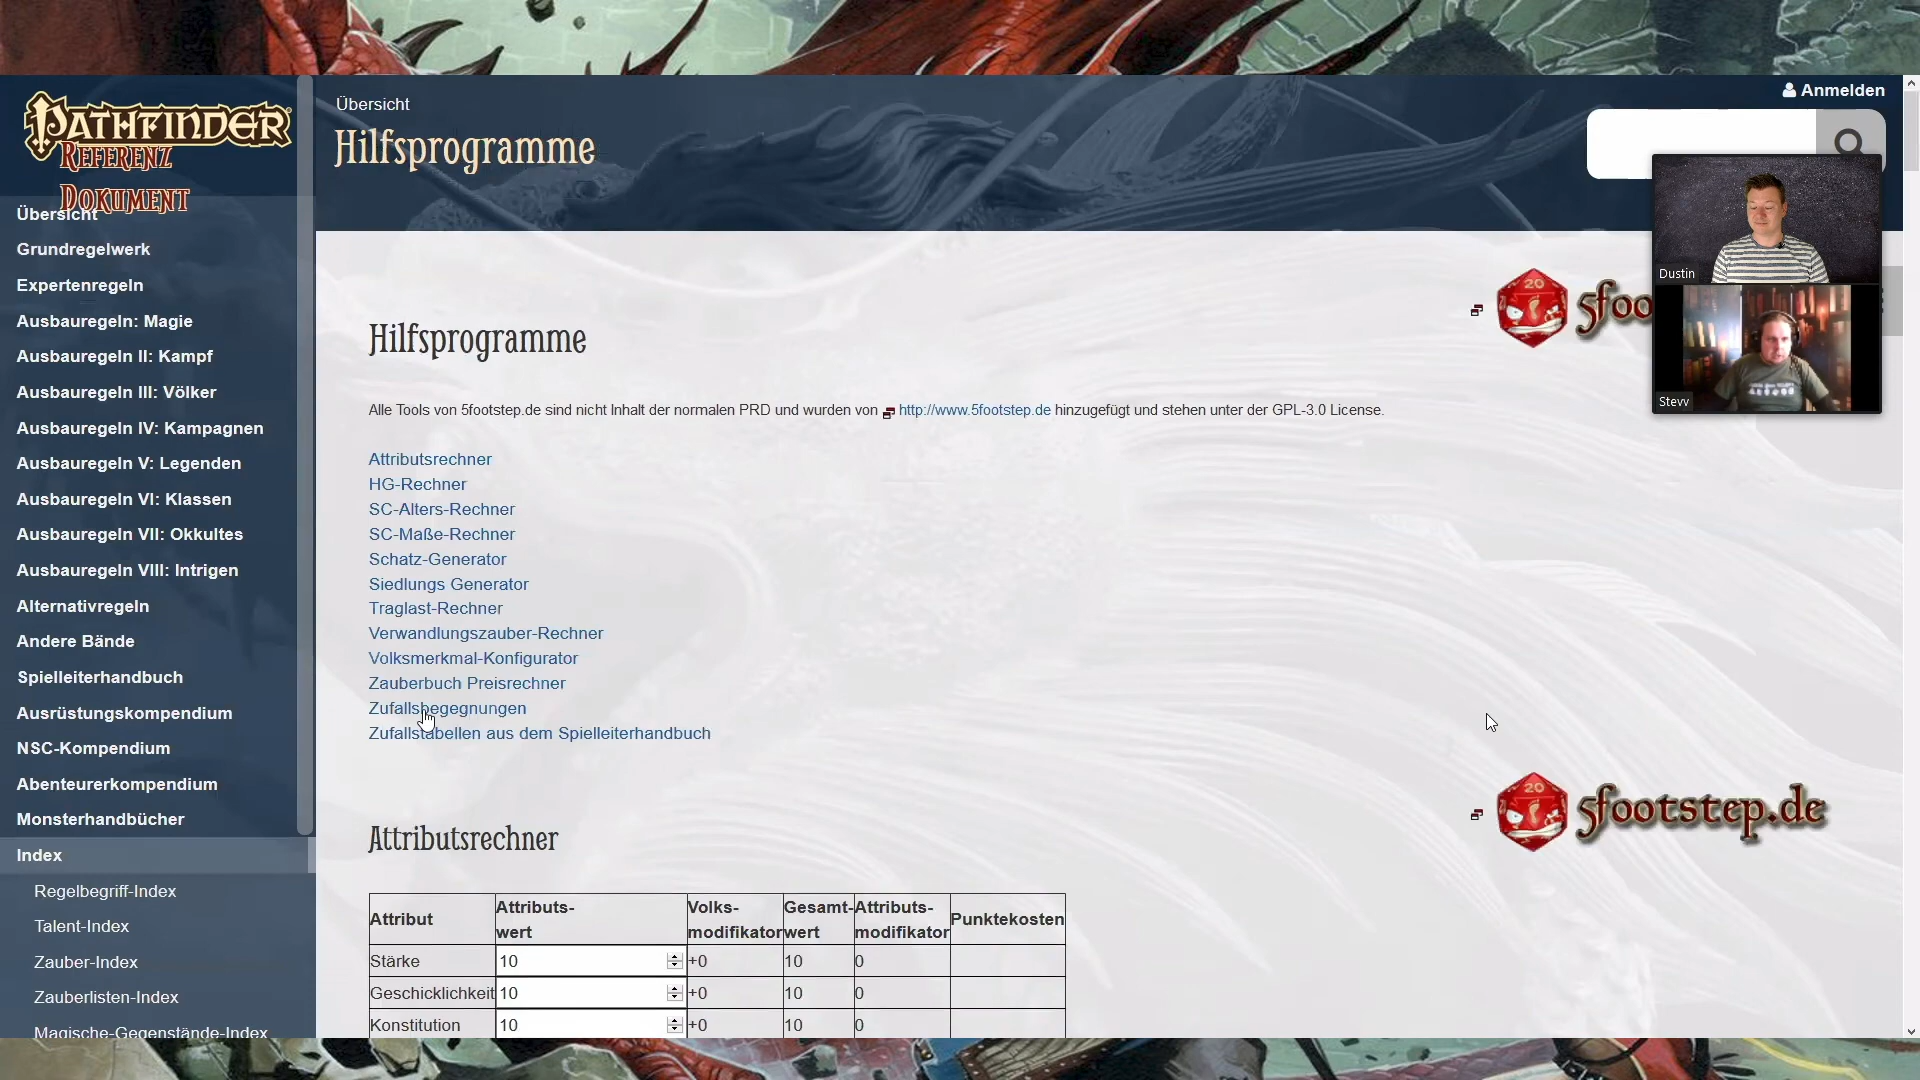 PATHFINDER
REFERENZ
DOKUMENT
Übersicht
Grundregelwerk
Expertenregeln
Ausbauregeln: Magie
Ausbauregeln II: Kampf
Ausbauregeln III: Völker
Ausbauregeln IV: Kampagnen
Ausbauregeln V: Legenden
Ausbauregeln VI: Klassen
Ausbauregeln VII: Okkultes
Ausbauregeln VIII: Intrigen
Alternativregeln
Andere Bände
Spielleiterhandbuch
Ausrüstungskompendium
NSC-Kompendium
Abenteurerkompendium
Monsterhandbücher
Index
Regelbegriff-Index
Talent-Index
Zauber-Index
Zauberlisten-Index
Magische-Gegenstände-Index
Übersicht
Hilfsprogramme
Anmelden
Dustin
Stevv
20
5foo
Hilfsprogramme
Alle Tools von 5footstep.de sind nicht Inhalt der normalen PRD und wurden von http://www.5footstep.de hinzugefügt und stehen unter der GPL-3.0 License.
Attributsrechner
HG-Rechner
SC-Alters-Rechner
SC-Maße-Rechner
Schatz-Generator
Siedlungs Generator
Traglast-Rechner
Verwandlungszauber-Rechner
Volksmerkmal-Konfigurator
Zauberbuch Preisrechner
Zufallsbegegnungen
Zufallstabellen aus dem Spielleiterhandbuch
20
5footstep.de
Attributsrechner
Attribut Attributs-wert Volks-modifikator Gesamt-wert Attributs-modifikator Punktekosten
Stärke 10 +0 10 0
Geschicklichkeit 10 +0 10 0
Konstitution 10 +0 10 0